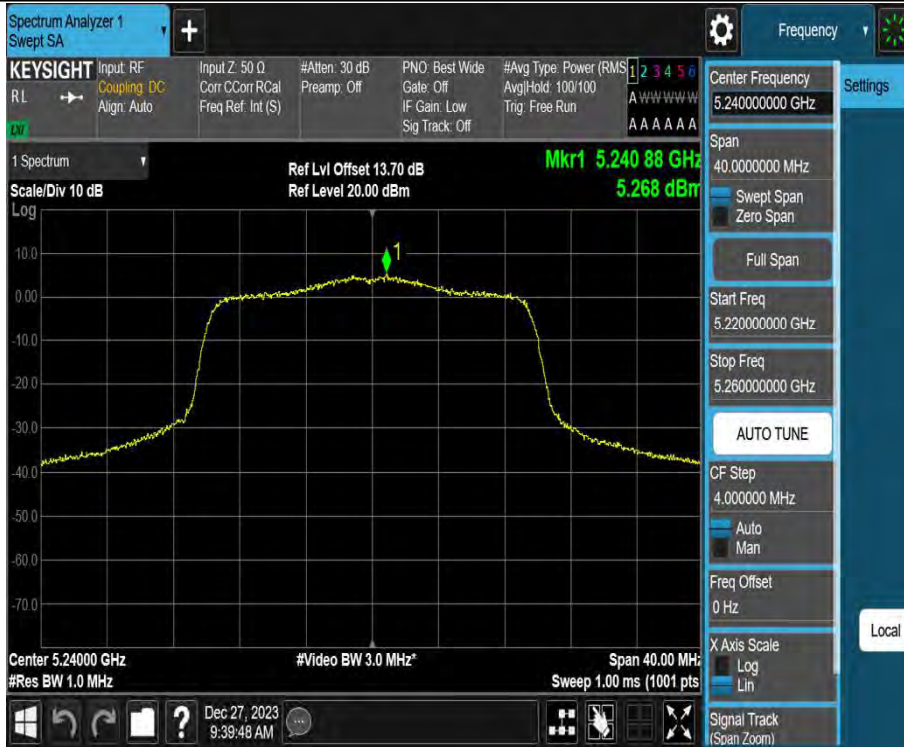 Spectrum Analyzer 1
Swept SA
+
Frequency
KEYSIGHT
RL
LXI
Input: RF
Coupling: DC
Align: Auto
Input Z: 50 Ω
Corr CCorr RCal
Freq Ref: Int (S)
#Atten: 30 dB
Preamp: Off
PNO: Best Wide
Gate: Off
IF Gain: Low
Sig Track: Off
#Avg Type: Power (RMS
Avg|Hold: 100/100
Trig: Free Run
1 2 3 4 5 6
A W W W W W
A A A A A A
Center Frequency
5.240000000 GHz
Settings
1 Spectrum
Scale/Div 10 dB
Log
Ref Lvl Offset 13.70 dB
Ref Level 20.00 dBm
Mkr1 5.240 88 GHz
5.268 dBm
Span
40.0000000 MHz
Swept Span
Zero Span
Full Span
Start Freq
5.220000000 GHz
Stop Freq
5.260000000 GHz
AUTO TUNE
CF Step
4.000000 MHz
Auto
Man
Freq Offset
0 Hz
X Axis Scale
Log
Lin
Signal Track
(Span Zoom)
Local
1
10.0
0.00
-10.0
-20.0
-30.0
-40.0
-50.0
-60.0
-70.0
Center 5.24000 GHz
#Res BW 1.0 MHz
#Video BW 3.0 MHz*
Span 40.00 MHz
Sweep 1.00 ms (1001 pts
?
Dec 27, 2023
9:39:48 AM